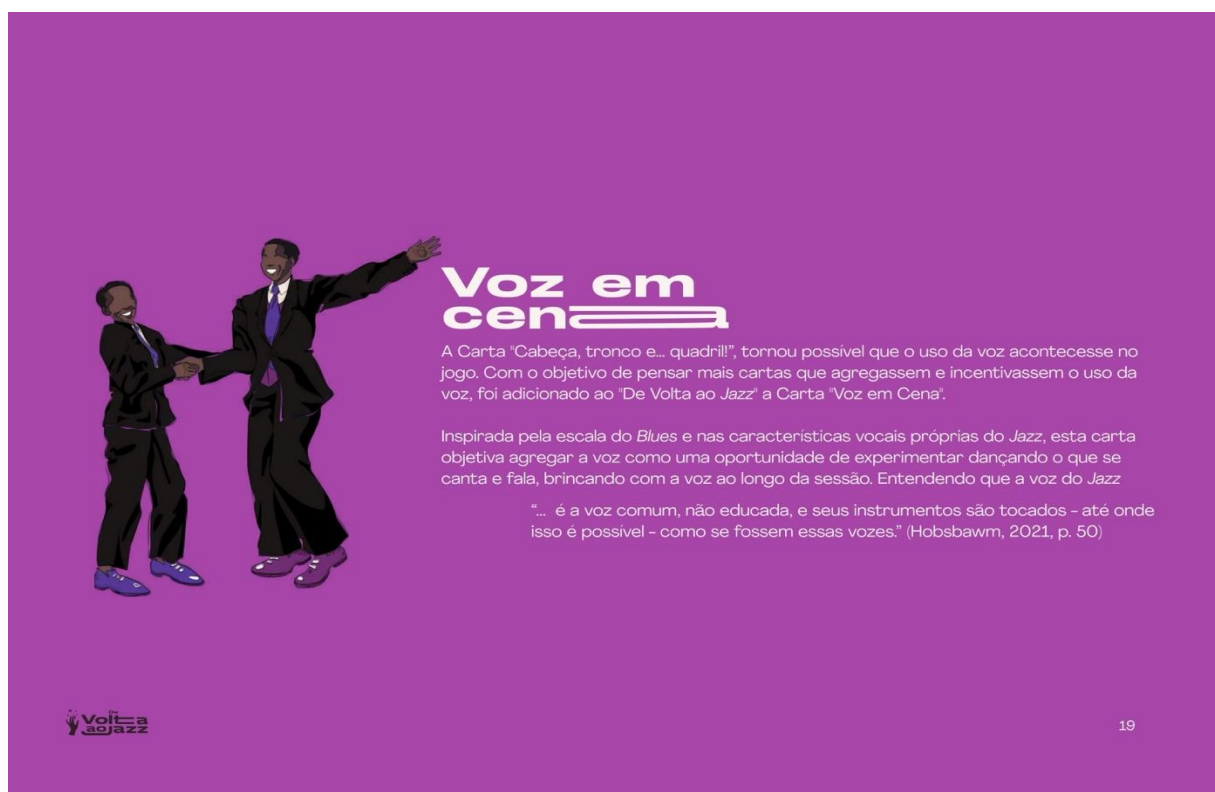 Voz em
cena
A Carta "Cabeça, tronco e... quadril!", tornou possível que o uso da voz acontecesse no
jogo. Com o objetivo de pensar mais cartas que agregassem e incentivassem o uso da
voz, foi adicionado ao "De Volta ao Jazz" a Carta "Voz em Cena".
Inspirada pela escala do Blues e nas características vocais próprias do Jazz, esta carta
objetiva agregar a voz como uma oportunidade de experimentar dançando o que se
canta e fala, brincando com a voz ao longo da sessão. Entendendo que a voz do Jazz
"... é a voz comum, não educada, e seus instrumentos são tocados - até onde
isso é possível - como se fossem essas vozes." (Hobsbawm, 2021, p. 50)
De
Volta
ao jazz
19